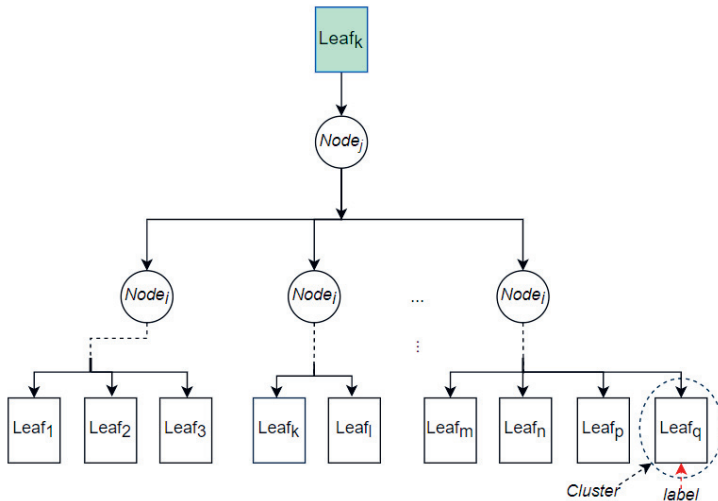 Leafk
Nodej
Nodei Nodei ... Nodei
...
Leaf1 Leaf2 Leaf3 Leafk Leafl Leafm Leafn Leafp Leafq
Cluster label